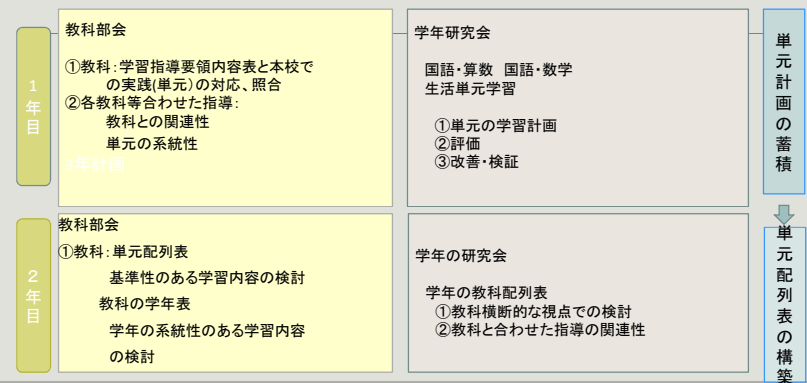 1年目
教科部会
①教科：学習指導要領内容表と本校で
の実践(単元）の対応、照合
②各教科等合わせた指導：
教科との関連性
単元の系統性
3年計画
学年研究会
国語・算数　国語・数学
生活単元学習
①単元の学習計画
②評価
③改善・検証
単元計画の蓄積
2年目
教科部会
①教科：単元配列表
基準性のある学習内容の検討
教科の学年表
学年の系統性のある学習内容
の検討
学年の研究会
学年の教科配列表
①教科横断的な視点での検討
②教科と合わせた指導の関連性
単元配列表の構築